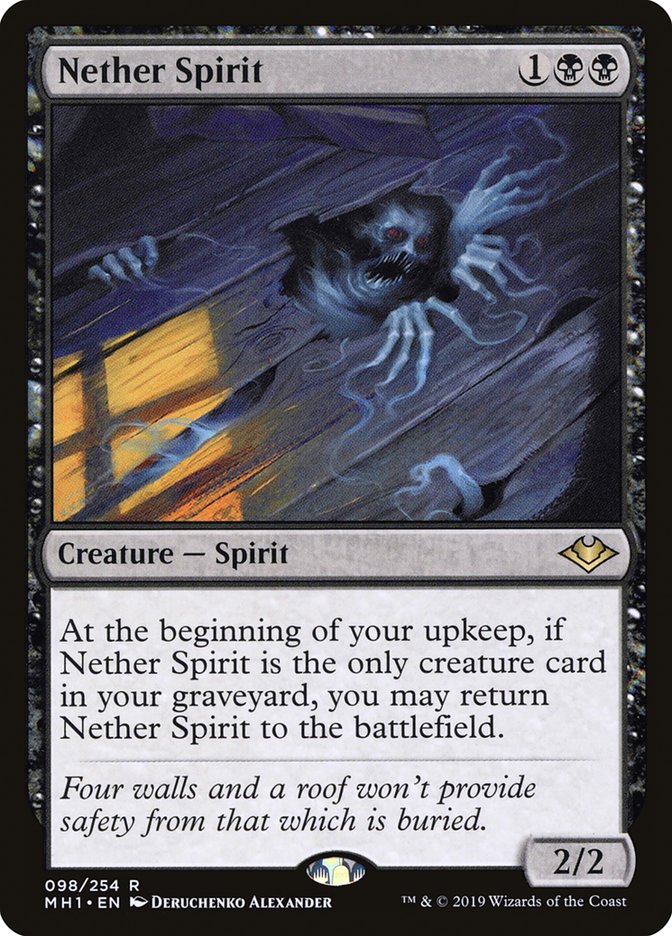 Nether Spirit 1
Creature — Spirit
At the beginning of your upkeep, if
Nether Spirit is the only creature card
in your graveyard, you may return
Nether Spirit to the battlefield.
Four walls and a roof won't provide
safety from that which is buried.
2/2
098/254 R
MH1 • EN Deruchenko Alexander
™ & © 2019 Wizards of the Coast